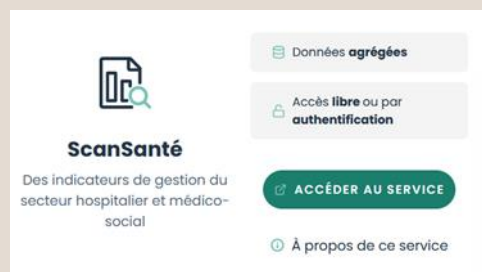 ScanSanté
Des indicateurs de gestion du
secteur hospitalier et médico-
social
Données agrégées
Accès libre ou par
authentification
ACCÉDER AU SERVICE
À propos de ce service